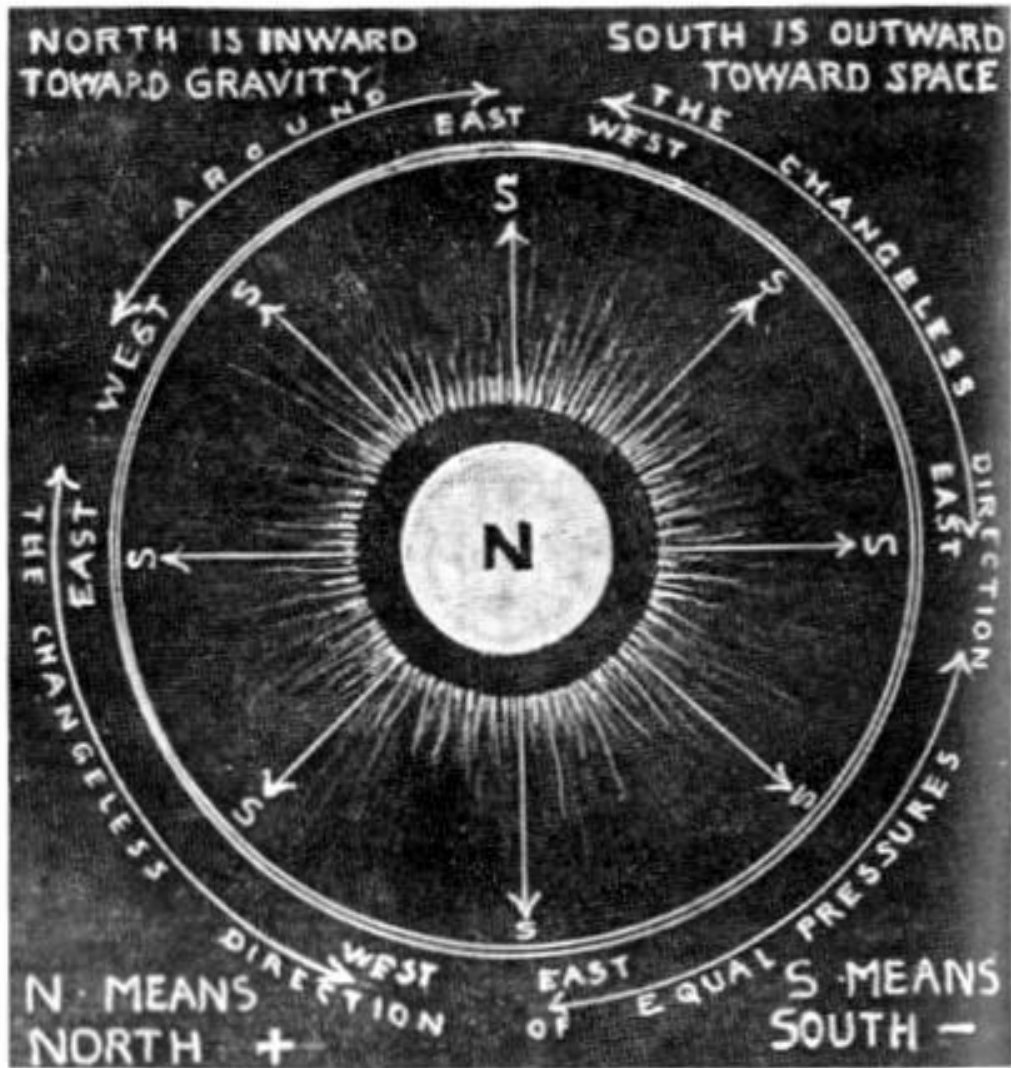 NORTH IS INWARD
TOWARD GRAVITY
SOUTH IS OUTWARD
TOWARD SPACE
AROUND
THE CHANGELESS DIRECTION
EAST
WEST
WEST
EAST
EAST
WEST
EAST
S
S
S
S
N
S
S
S
S
THE CHANGELESS DIRECTION
OF EQUAL PRESSURES
N · MEANS
NORTH +
S · MEANS
SOUTH -